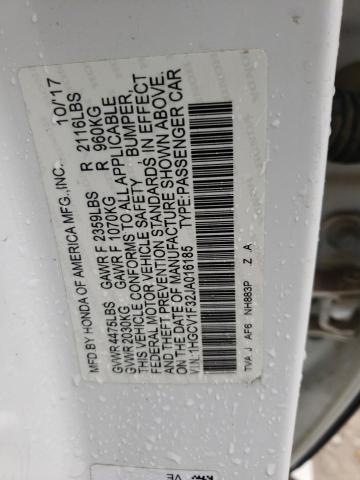 MFD.BY HONDA OF AMERICA MFG.,INC. 10/'17
GVWR 4475LBS GAWR F 2359LBS R 2116LBS
GVWR 2030KG GAWR F 1070KG R 960KG
THIS VEHICLE CONFORMS TO ALL APPLICABLE
FEDERAL MOTOR VEHICLE SAFETY, BUMPER,
AND THEFT PREVENTION STANDARDS IN EFFECT
ON THE DATE OF MANUFACTURE SHOWN ABOVE.
V.I.N.: 1HGCV1F32JA016185 TYPE:PASSENGER CAR
TVA J AF6 NH883P Z A
VE